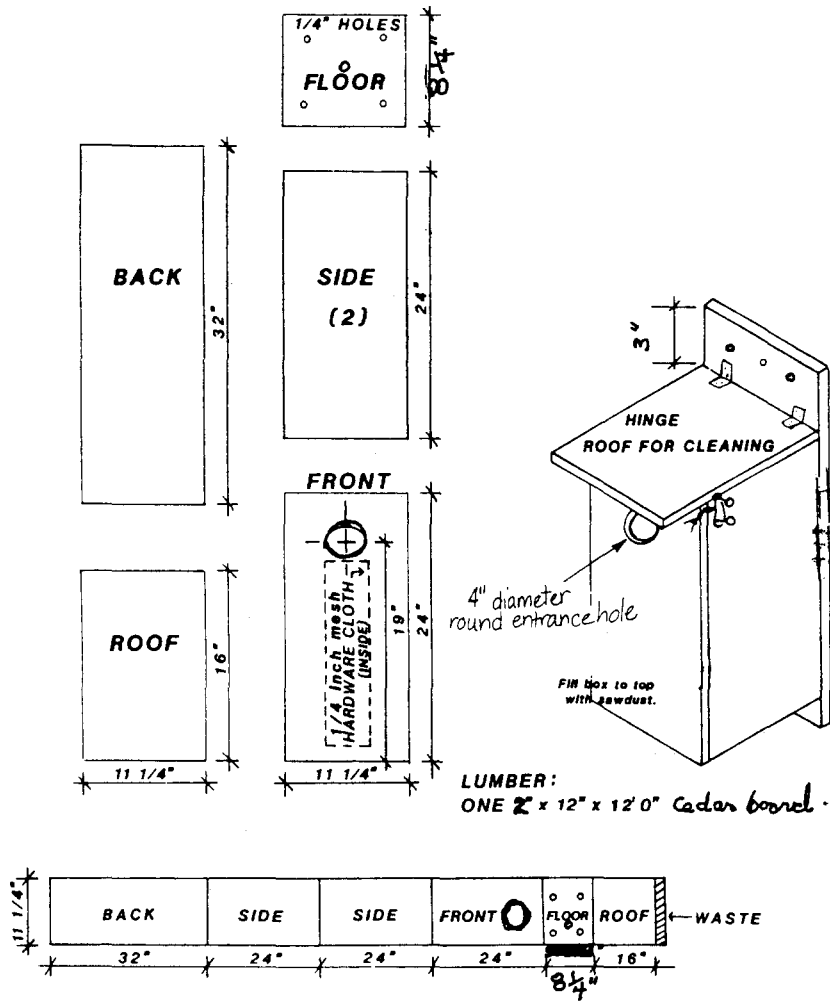 1/4" HOLES
FLOOR
8 1/4"
BACK
32"
SIDE
(2)
24"
3"
HINGE
ROOF FOR CLEANING
FRONT
1/4 inch mesh
HARDWARE CLOTH
(INSIDE)
19"
24"
ROOF
16"
4" diameter
round entrance hole
Fill box to top
with sawdust.
11 1/4"
11 1/4"
LUMBER:
ONE 2" x 12" x 12'0" Cedar board.
11 1/4"
BACK
SIDE
SIDE
FRONT
FLOOR
ROOF
WASTE
32"
24"
24"
24"
8 1/4"
16"